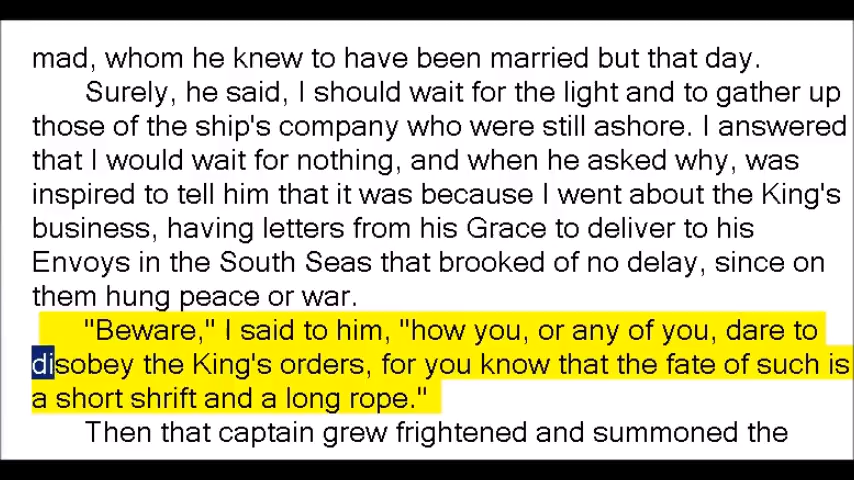 mad, whom he knew to have been married but that day.
Surely, he said, I should wait for the light and to gather up
those of the ship's company who were still ashore. I answered
that I would wait for nothing, and when he asked why, was
inspired to tell him that it was because I went about the King's
business, having letters from his Grace to deliver to his
Envoys in the South Seas that brooked of no delay, since on
them hung peace or war.
"Beware," I said to him, "how you, or any of you, dare to
disobey the King's orders, for you know that the fate of such is
a short shrift and a long rope."
Then that captain grew frightened and summoned the